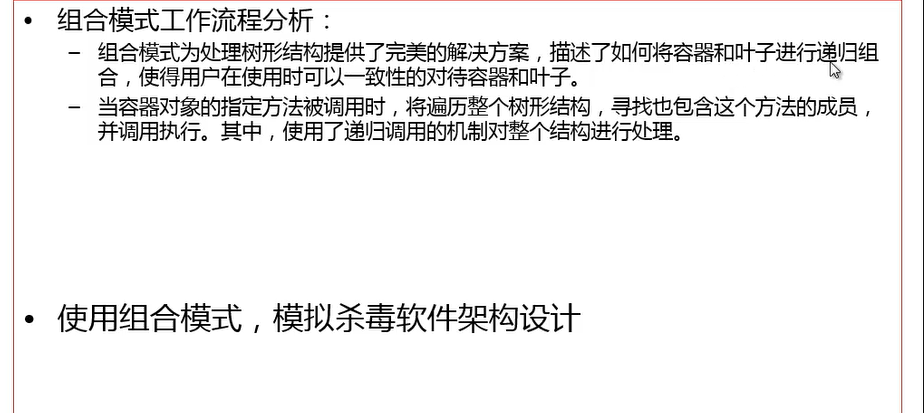 • 组合模式工作流程分析：
– 组合模式为处理树形结构提供了完美的解决方案，描述了如何将容器和叶子进行递归组
合，使得用户在使用时可以一致性的对待容器和叶子。
– 当容器对象的指定方法被调用时，将遍历整个树形结构，寻找也包含这个方法的成员，
并调用执行。其中，使用了递归调用的机制对整个结构进行处理。
• 使用组合模式，模拟杀毒软件架构设计